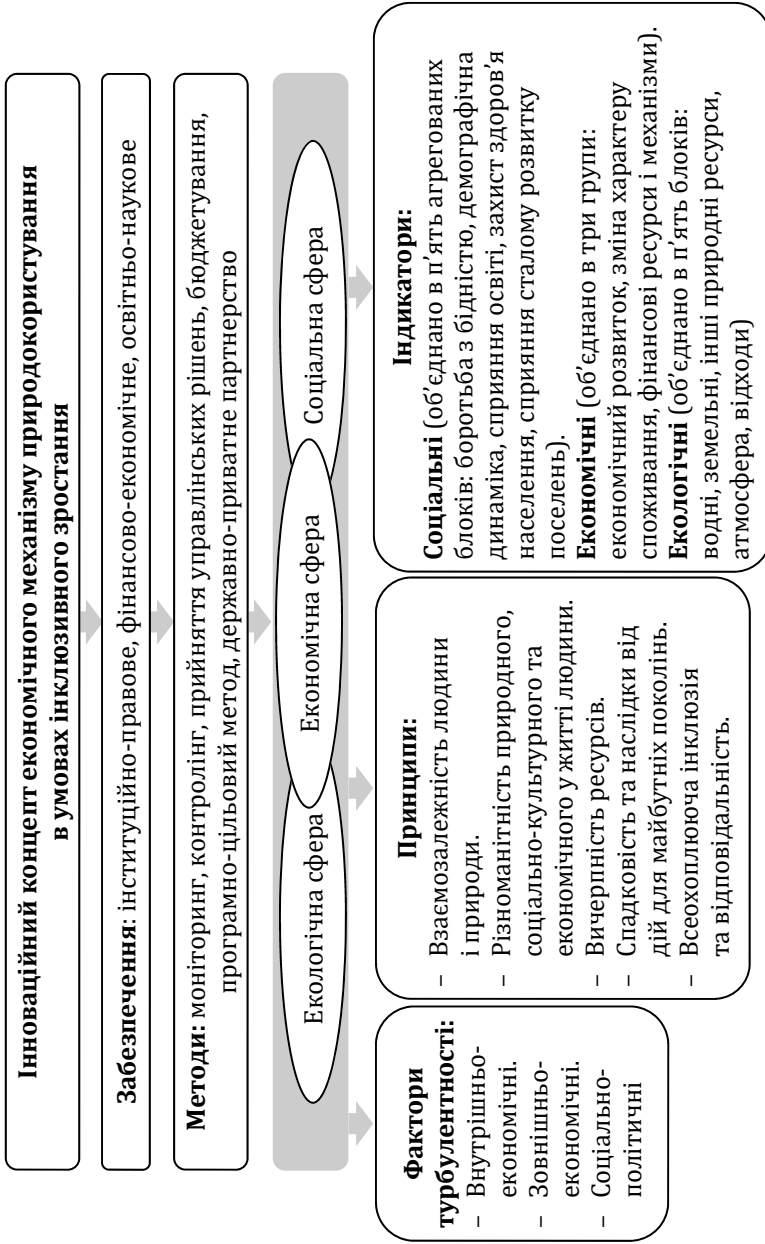 Інноваційний концепт економічного механізму природокористування
в умовах інклюзивного зростання
Забезпечення: інституційно-правове, фінансово-економічне, освітньо-наукове
Методи: моніторинг, контролінг, прийняття управлінських рішень, бюджетування,
програмно-цільовий метод, державно-приватне партнерство
Екологічна сфера
Економічна сфера
Соціальна сфера
Фактори
турбулентності:
– Внутрішньо-
економічні.
– Зовнішньо-
економічні.
– Соціально-
політичні
Принципи:
– Взаємозалежність людини
і природи.
– Різноманітність природного,
соціально-культурного та
економічного у житті людини.
– Вичерпність ресурсів.
– Спадковість та наслідки від
дій для майбутніх поколінь.
– Всеохоплююча інклюзія
та відповідальність.
Індикатори:
Соціальні (об’єднано в п’ять агрегованих
блоків: боротьба з бідністю, демографічна
динаміка, сприяння освіті, захист здоров’я
населення, сприяння сталому розвитку
поселень).
Економічні (об’єднано в три групи:
економічний розвиток, зміна характеру
споживання, фінансові ресурси і механізми).
Екологічні (об’єднано в п’ять блоків:
водні, земельні, інші природні ресурси,
атмосфера, відходи)